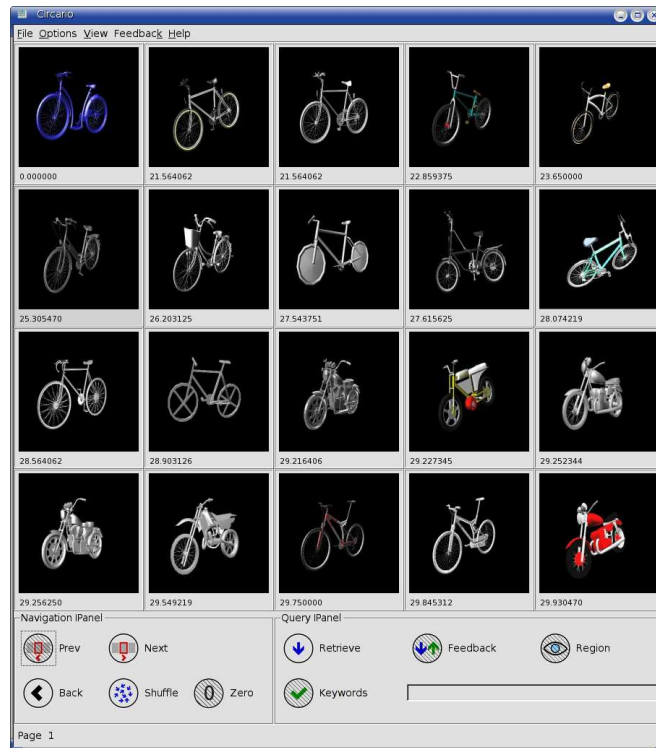 Circario
File Options View Feedback Help
0.000000 21.564062 21.564062 22.859375 23.650000
25.305470 26.203125 27.543751 27.615625 28.074219
28.564062 28.903126 29.216406 29.227345 29.252344
29.256250 29.549219 29.750000 29.845312 29.930470
Navigation lPanel Query lPanel
Prev Next Retrieve Feedback Region
Back Shuffle 0 Zero Keywords
Page 1